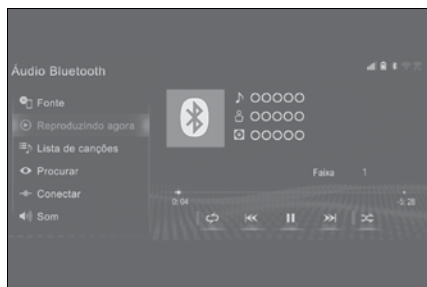 Áudio Bluetooth
Fonte
Reproduzindo agora
Lista de canções
Procurar
Conectar
Som
OOOOO
OOOOO
OOOOO
Faixa 1
0:04
-5:28